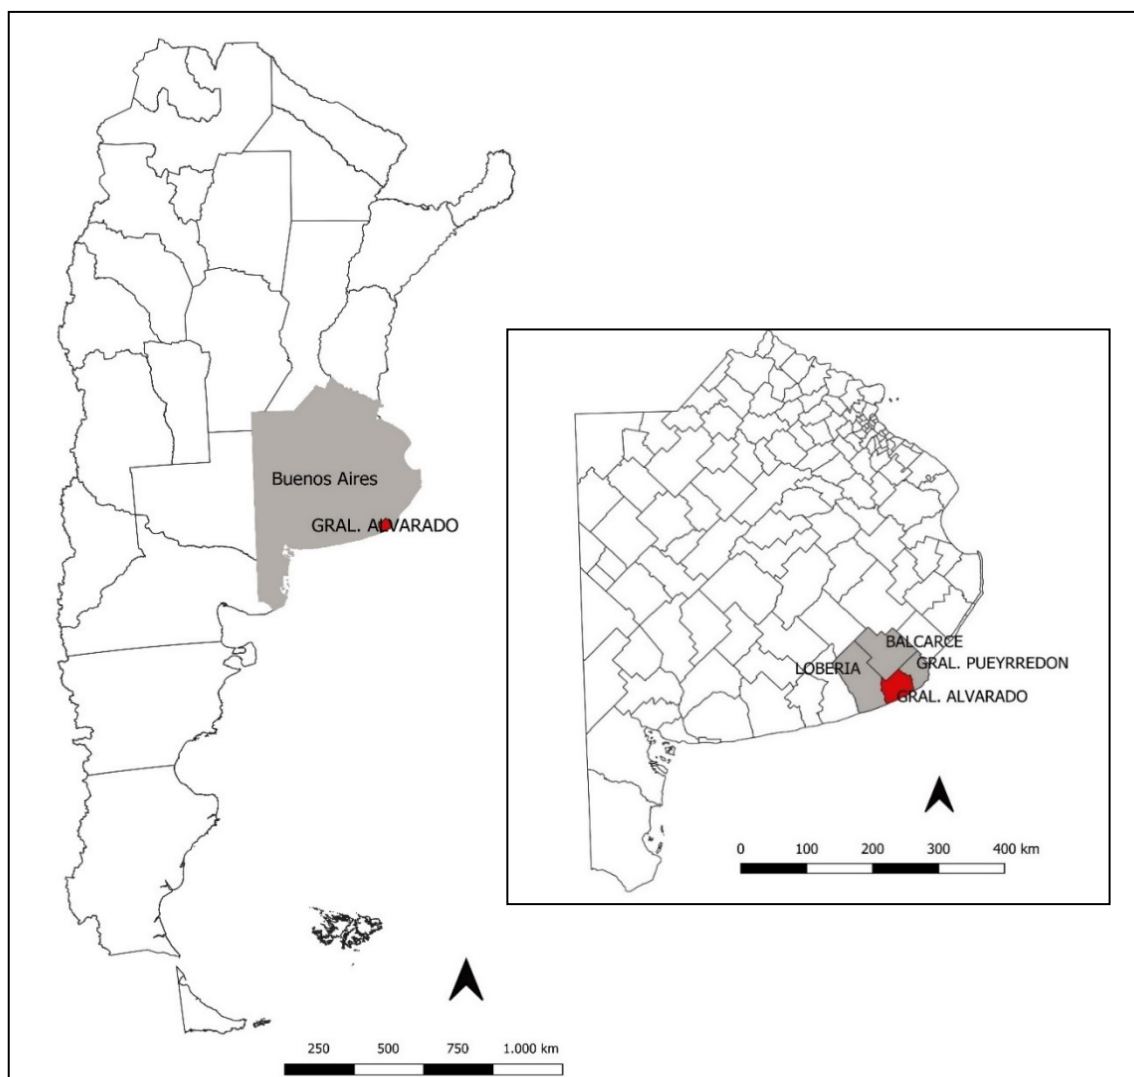 Buenos Aires
GRAL. ALVARADO
250 500 750 1.000 km
BALCARCE
LOBERIA
GRAL. PUEYRREDON
GRAL. ALVARADO
0 100 200 300 400 km